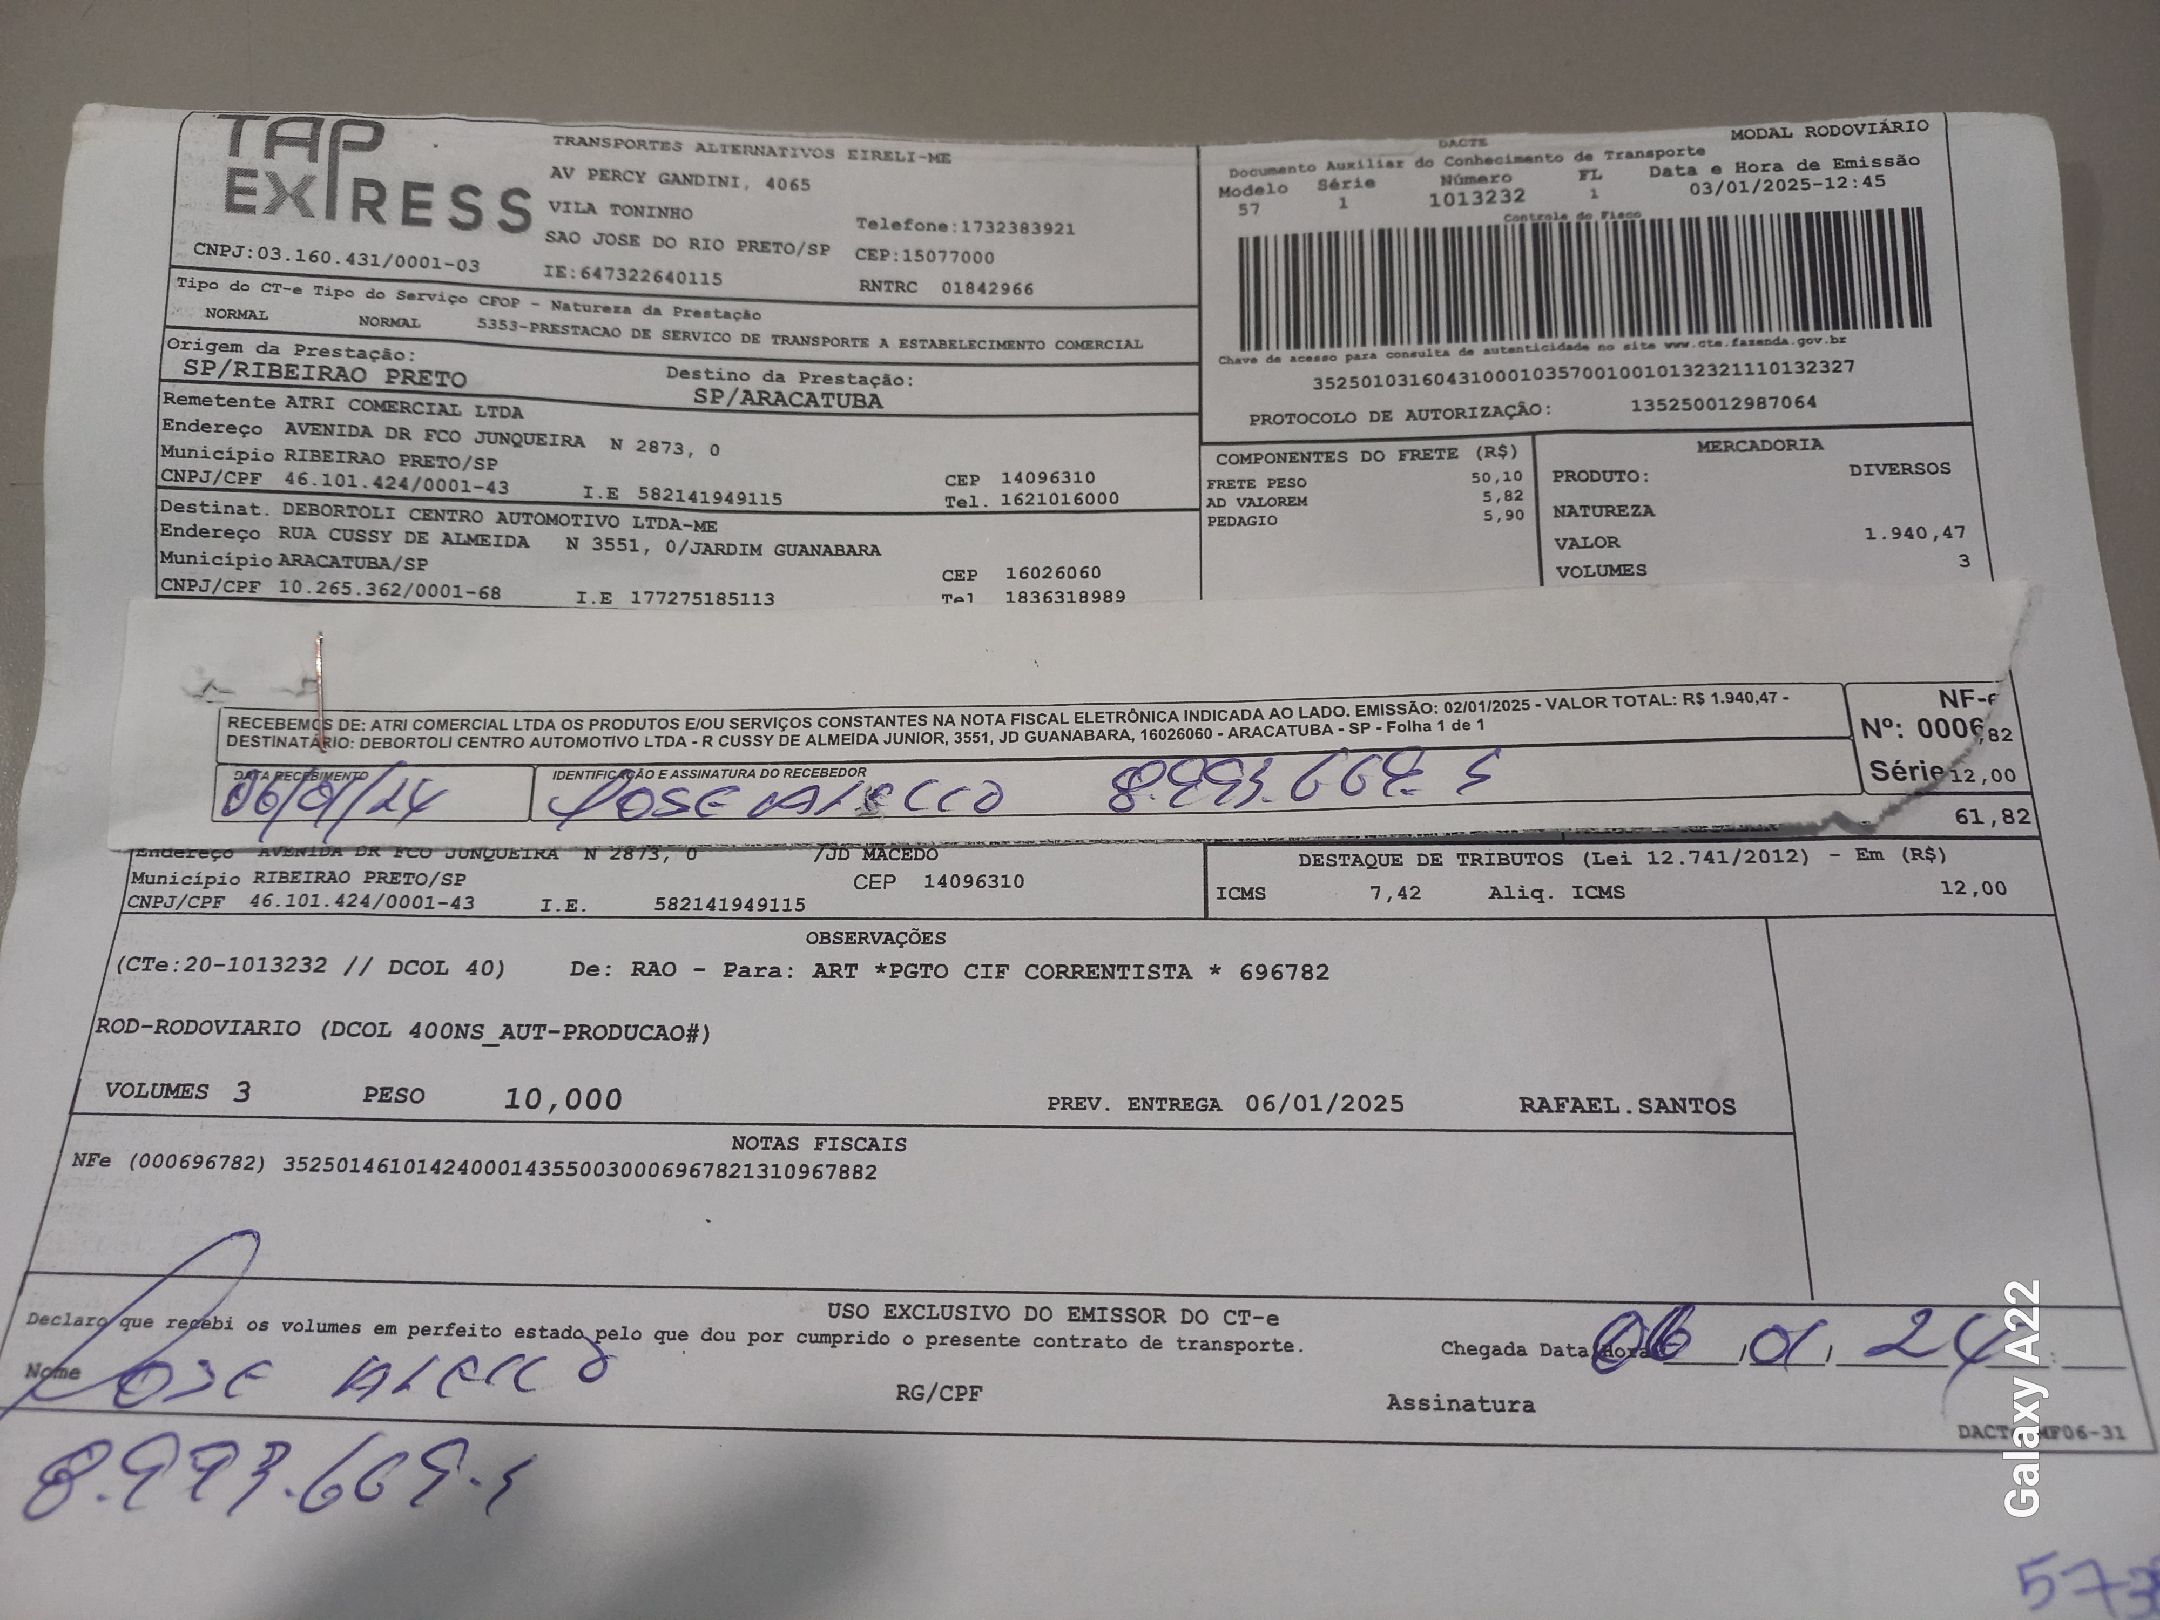 TAP EXPRESS
TRANSPORTES ALTERNATIVOS EIRELI-ME
AV PERCY GANDINI, 4065
VILA TONINHO
SAO JOSE DO RIO PRETO/SP
IE:647322640115
Telefone:1732383921
CEP:15077000
RNTRC 01842966
CNPJ:03.160.431/0001-03
DACTE
MODAL RODOVIÁRIO
Documento Auxiliar do Conhecimento de Transporte
Modelo Série Número FL Data e Hora de Emissão
57 1 1013232 1 03/01/2025-12:45
Controle do Fisco
Chave de acesso para consulta de autenticidade no site www.cte.fazenda.gov.br
35250103160431000103570010010132321110132327
PROTOCOLO DE AUTORIZAÇÃO: 135250012987064
Tipo do CT-e Tipo do Serviço CFOP - Natureza da Prestação
NORMAL NORMAL 5353-PRESTACAO DE SERVICO DE TRANSPORTE A ESTABELECIMENTO COMERCIAL
Origem da Prestação:
SP/RIBEIRAO PRETO
Destino da Prestação:
SP/ARACATUBA
Remetente ATRI COMERCIAL LTDA
Endereço AVENIDA DR FCO JUNQUEIRA N 2873, 0
Município RIBEIRAO PRETO/SP
CEP 14096310
CNPJ/CPF 46.101.424/0001-43 I.E 582141949115 Tel. 1621016000
Destinat. DEBORTOLI CENTRO AUTOMOTIVO LTDA-ME
Endereço RUA CUSSY DE ALMEIDA N 3551, 0/JARDIM GUANABARA
Município ARACATUBA/SP
CEP 16026060
CNPJ/CPF 10.265.362/0001-68 I.E 177275185113 Tel 1836318989
COMPONENTES DO FRETE (R$)
FRETE PESO 50,10
AD VALOREM 5,82
PEDAGIO 5,90
MERCADORIA
PRODUTO: DIVERSOS
NATUREZA
VALOR 1.940,47
VOLUMES 3
RECEBEMOS DE: ATRI COMERCIAL LTDA OS PRODUTOS E/OU SERVIÇOS CONSTANTES NA NOTA FISCAL ELETRÔNICA INDICADA AO LADO. EMISSÃO: 02/01/2025 - VALOR TOTAL: R$ 1.940,47 -
DESTINATÁRIO: DEBORTOLI CENTRO AUTOMOTIVO LTDA - R CUSSY DE ALMEIDA JUNIOR, 3551, JD GUANABARA, 16026060 - ARACATUBA - SP - Folha 1 de 1
NF-e
Nº: 0006
,82
Série
12,00
61,82
DATA RECEBIMENTO
06/01/24
IDENTIFICAÇÃO E ASSINATURA DO RECEBEDOR
JOSE
Endereço AVENIDA DR FCO JUNQUEIRA N 2873, 0 /JD MACEDO
Município RIBEIRAO PRETO/SP CEP 14096310
CNPJ/CPF 46.101.424/0001-43 I.E. 582141949115
DESTAQUE DE TRIBUTOS (Lei 12.741/2012) - Em (R$)
ICMS 7,42 Aliq. ICMS 12,00
OBSERVAÇÕES
(CTe:20-1013232 // DCOL 40) De: RAO - Para: ART *PGTO CIF CORRENTISTA * 696782
ROD-RODOVIARIO (DCOL 400NS_AUT-PRODUCAO#)
VOLUMES 3 PESO 10,000 PREV. ENTREGA 06/01/2025 RAFAEL.SANTOS
NOTAS FISCAIS
NFe (000696782) 35250146101424000143550030006967821310967882
USO EXCLUSIVO DO EMISSOR DO CT-e
Declaro que recebi os volumes em perfeito estado pelo que dou por cumprido o presente contrato de transporte.
Chegada Data/Hora 06/01/24
Nome JOSE
RG/CPF
Assinatura
8.993.669-5
Galaxy A22